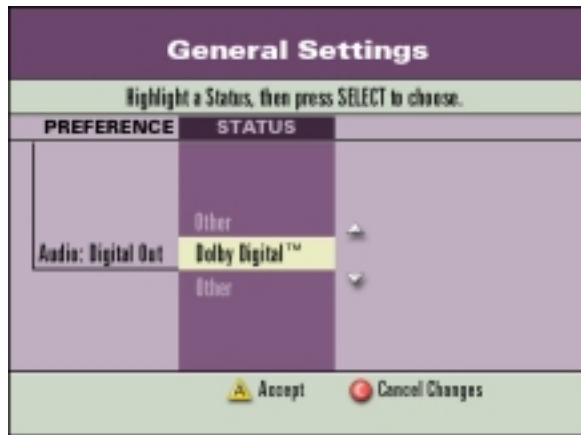 General Settings
Highlight a Status, then press SELECT to choose.
PREFERENCE STATUS
Other
Audio: Digital Out Dolby Digital™
Other
A Accept C Cancel Changes